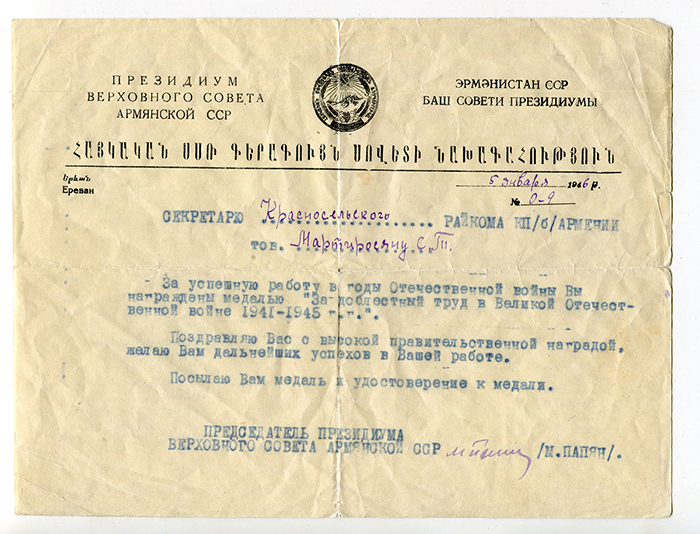 ПРЕЗИДИУМ
ВЕРХОВНОГО СОВЕТА
АРМЯНСКОЙ ССР
ЭРМӘНИСТАН ССР
БАШ СОВЕТИ ПРЕЗИДИУМЫ
ՀԱՅԿԱԿԱՆ ՍՍՌ ԳԵՐԱԳՈՒՅՆ ՍՈՎԵՏԻ ՆԱԽԱԳԱՀՈՒԹՅՈՒՆ
Երևան
Ереван
5 января 1946 г.
№ 0-9
СЕКРЕТАРЮ Красносельского РАЙКОМА КП/б/АРМЕНИИ
тов. Мартиросяну С. Т.
За успешную работу в годы Отечественной войны Вы
награждены медалью "За доблестный труд в Великой Отечест-
венной войне 1941-1945 г.г.".
Поздравляю Вас с высокой правительственной наградой,
желаю Вам дальнейших успехов в Вашей работе.
Посылаю Вам медаль и удостоверение к медали.
ПРЕДСЕДАТЕЛЬ ПРЕЗИДИУМА
ВЕРХОВНОГО СОВЕТА АРМЯНСКОЙ ССР /М.ПАПЯН/.